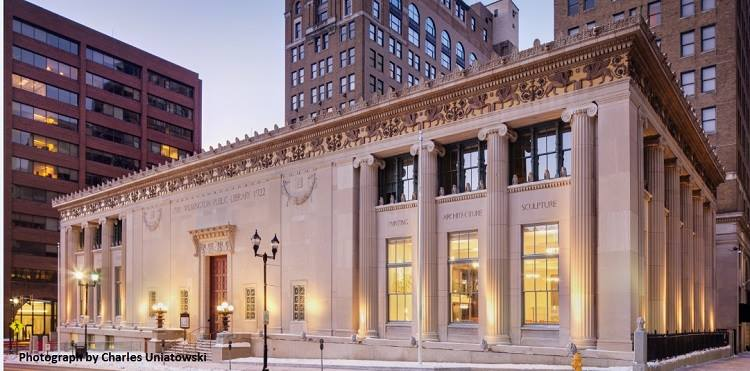 THE WILMINGTON PUBLIC LIBRARY 1922
PAINTING
ARCHITECTURE
SCULPTURE
Photograph by Charles Uniatowski